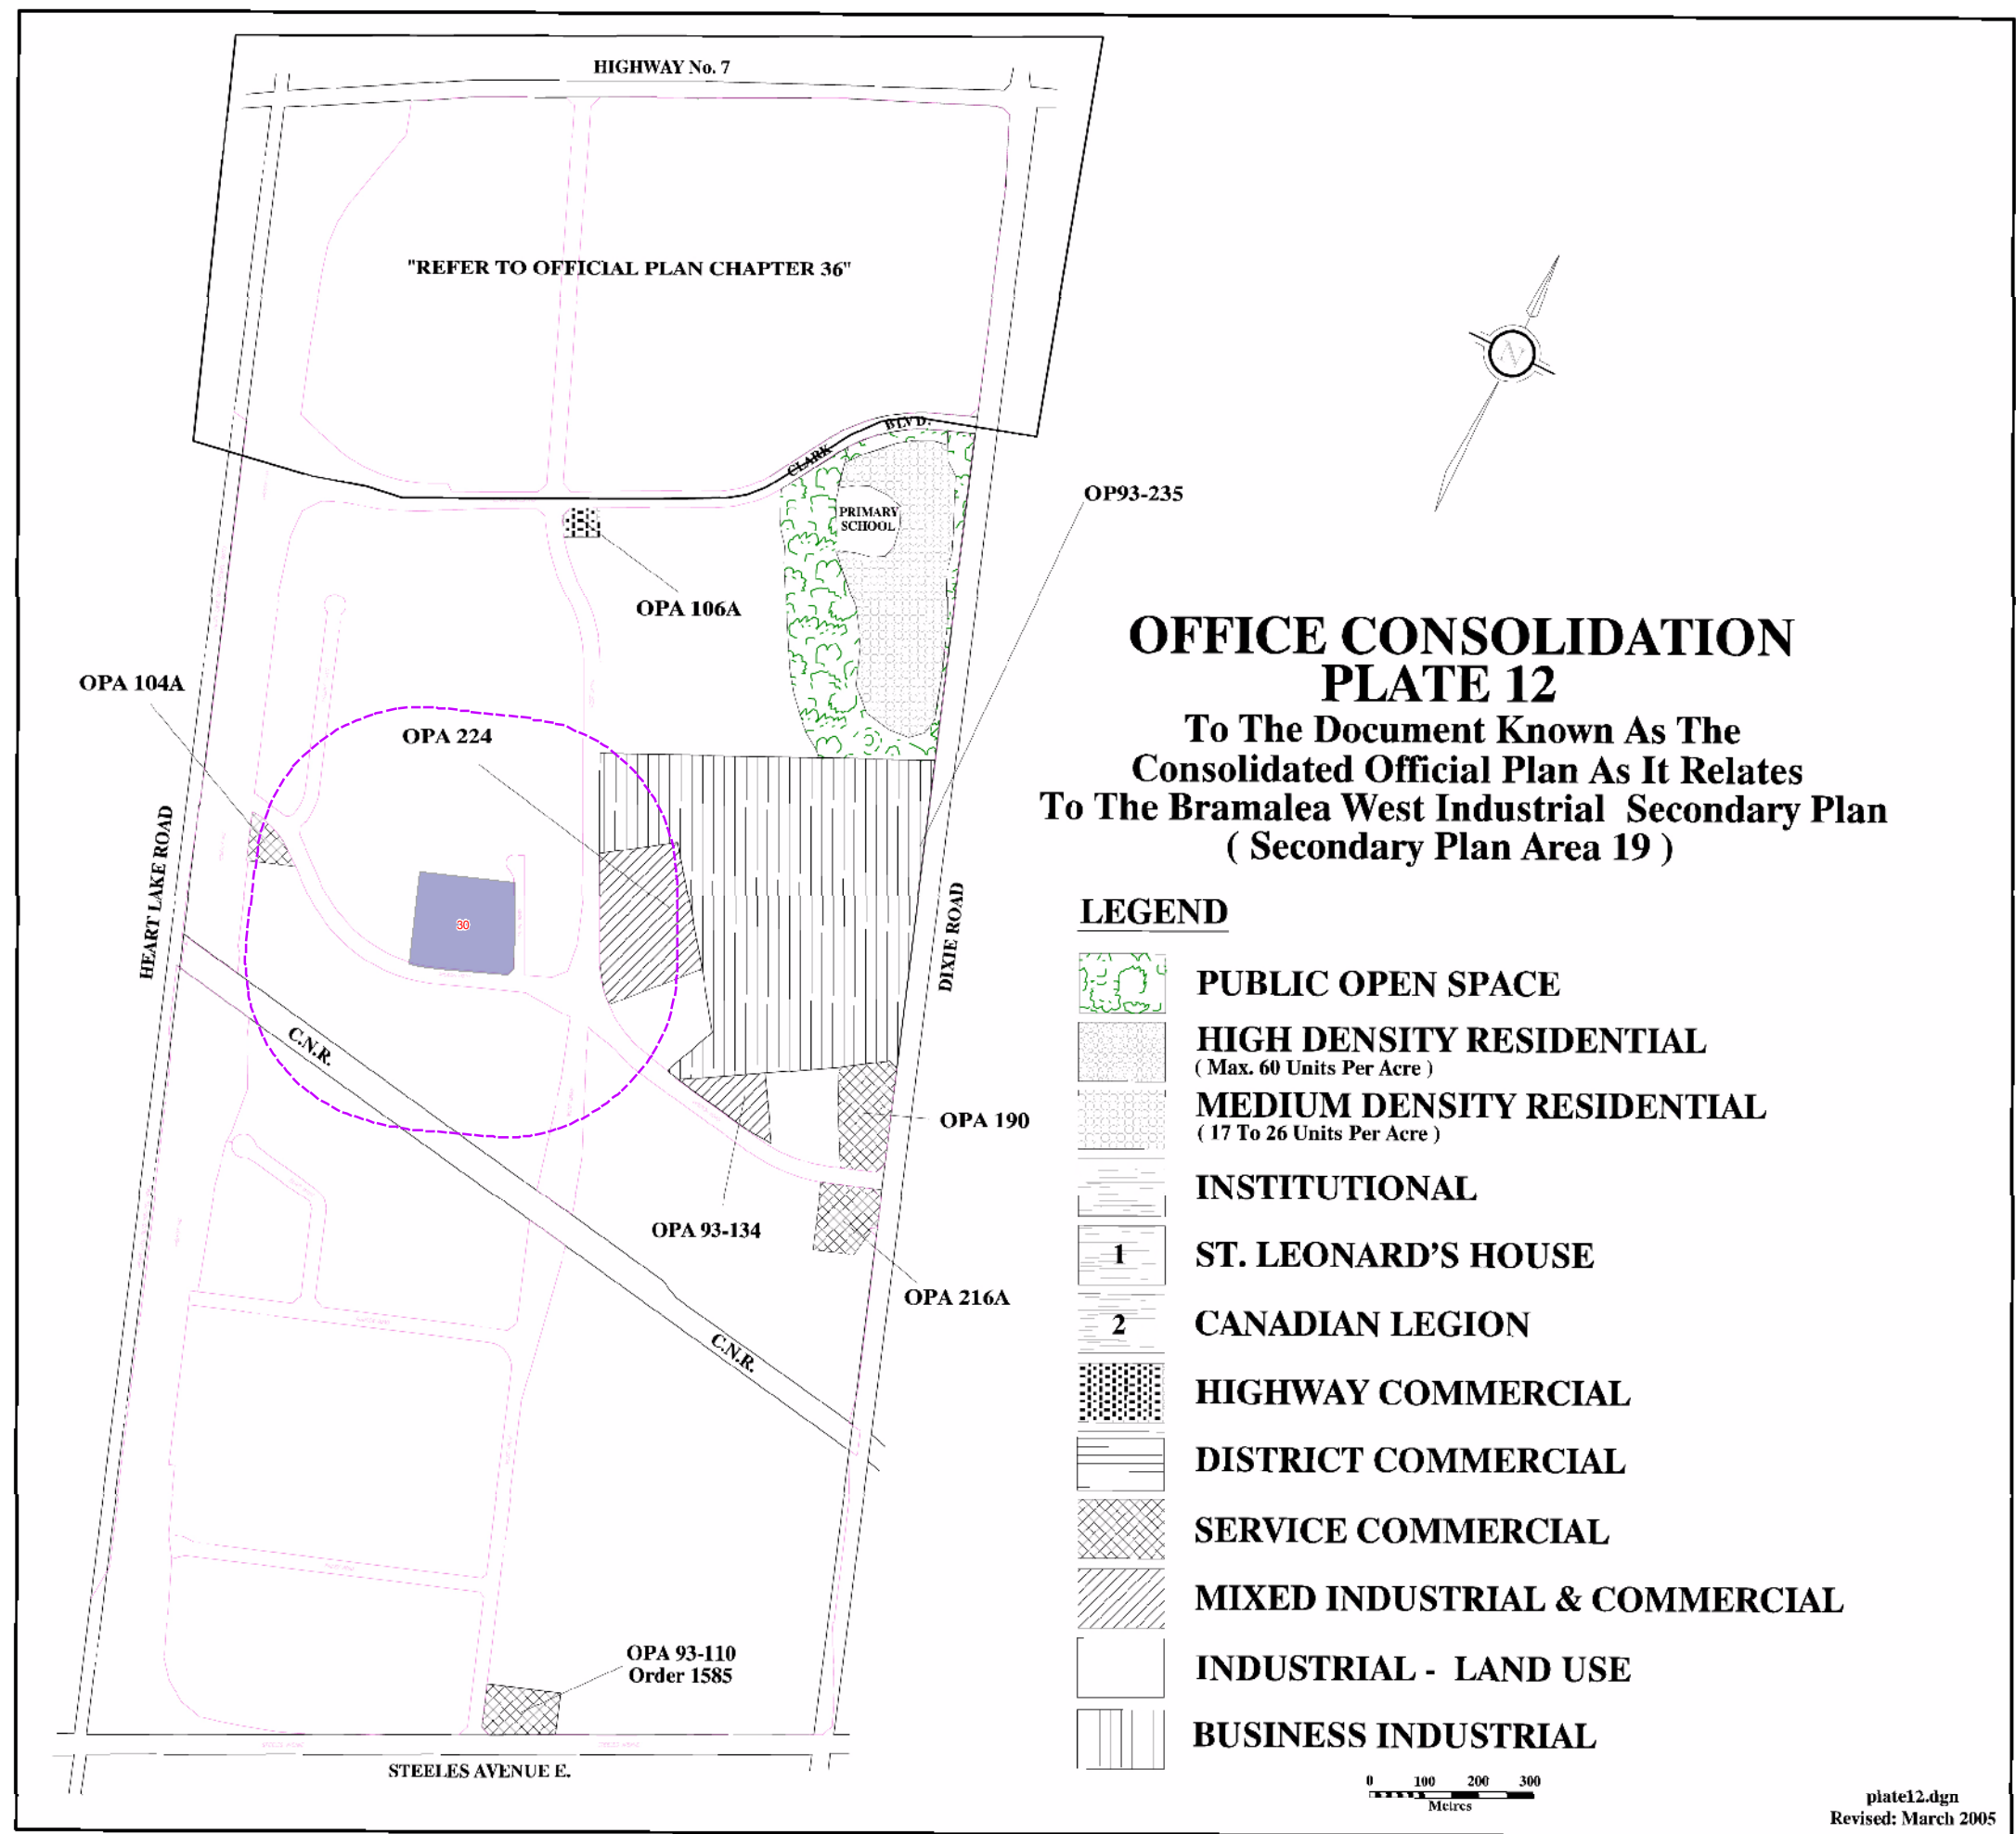 HIGHWAY No. 7
"REFER TO OFFICIAL PLAN CHAPTER 36"
CLARK BLVD.
PRIMARY
SCHOOL
OP93-235
OPA 106A
OPA 104A
OPA 224
30
HEART LAKE ROAD
DIXIE ROAD
C.N.R.
OPA 190
OPA 93-134
OPA 216A
C.N.R.
OPA 93-110
Order 1585
STEELES AVENUE E.
N
OFFICE CONSOLIDATION
PLATE 12
To The Document Known As The
Consolidated Official Plan As It Relates
To The Bramalea West Industrial Secondary Plan
( Secondary Plan Area 19 )
LEGEND
PUBLIC OPEN SPACE
HIGH DENSITY RESIDENTIAL
( Max. 60 Units Per Acre )
MEDIUM DENSITY RESIDENTIAL
( 17 To 26 Units Per Acre )
INSTITUTIONAL
1 ST. LEONARD'S HOUSE
2 CANADIAN LEGION
HIGHWAY COMMERCIAL
DISTRICT COMMERCIAL
SERVICE COMMERCIAL
MIXED INDUSTRIAL & COMMERCIAL
INDUSTRIAL - LAND USE
BUSINESS INDUSTRIAL
0 100 200 300
Metres
plate12.dgn
Revised: March 2005